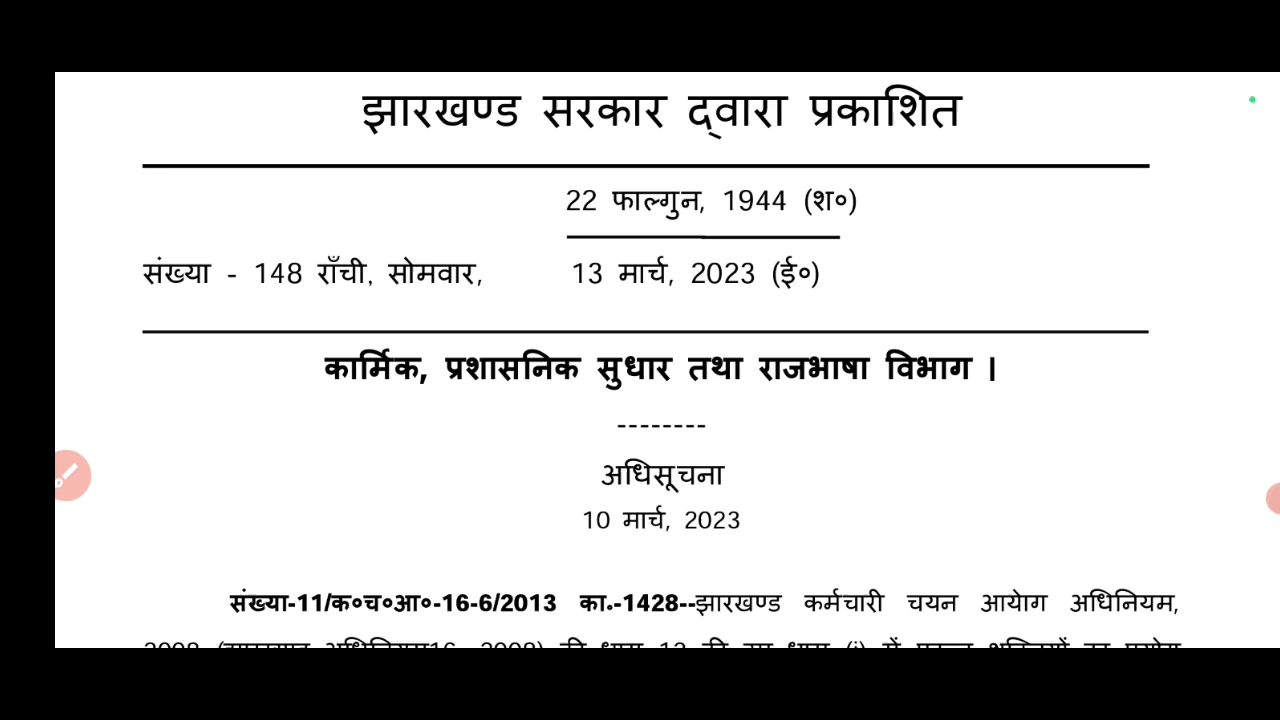 झारखण्ड सरकार द्वारा प्रकाशित
22 फाल्गुन, 1944 (श०)
संख्या - 148 राँची, सोमवार, 13 मार्च, 2023 (ई०)
कार्मिक, प्रशासनिक सुधार तथा राजभाषा विभाग ।
--------
अधिसूचना
10 मार्च, 2023
संख्या-11/क०च०आ०-16-6/2013 का.-1428--झारखण्ड कर्मचारी चयन आयोग अधिनियम,